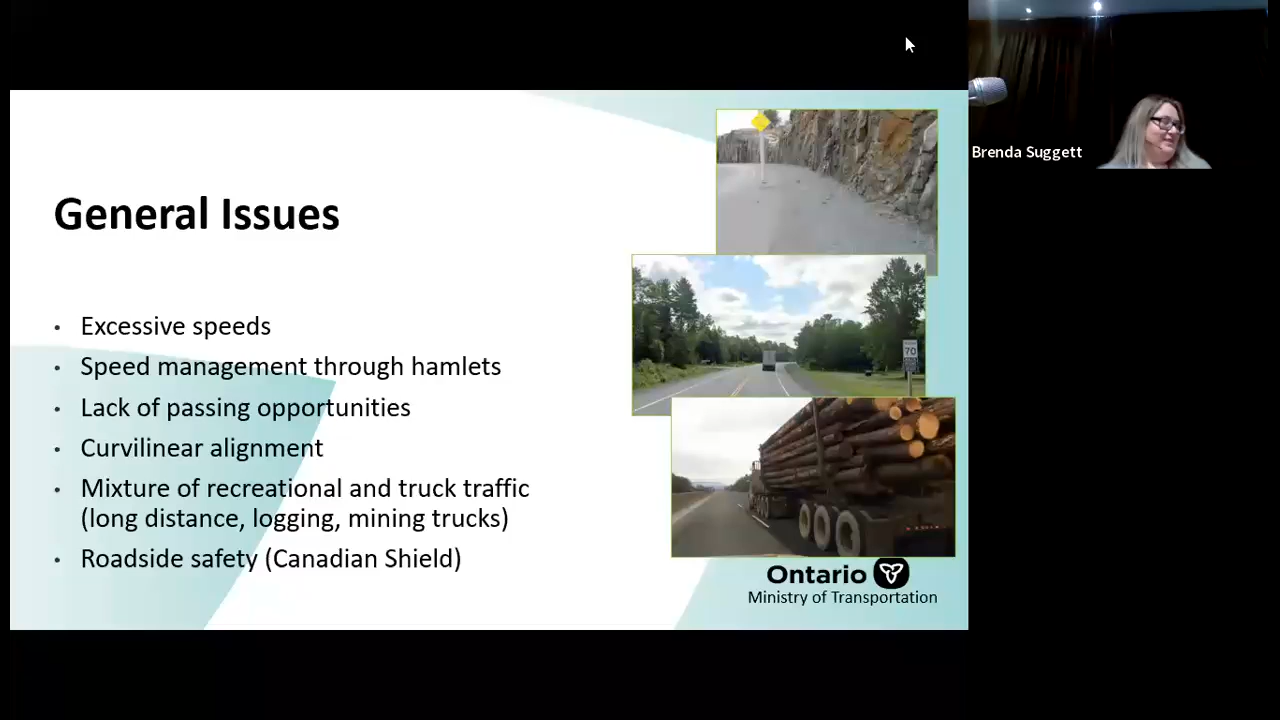 General Issues
• Excessive speeds
• Speed management through hamlets
• Lack of passing opportunities
• Curvilinear alignment
• Mixture of recreational and truck traffic
(long distance, logging, mining trucks)
• Roadside safety (Canadian Shield)
70
Ontario
Ministry of Transportation
Brenda Suggett